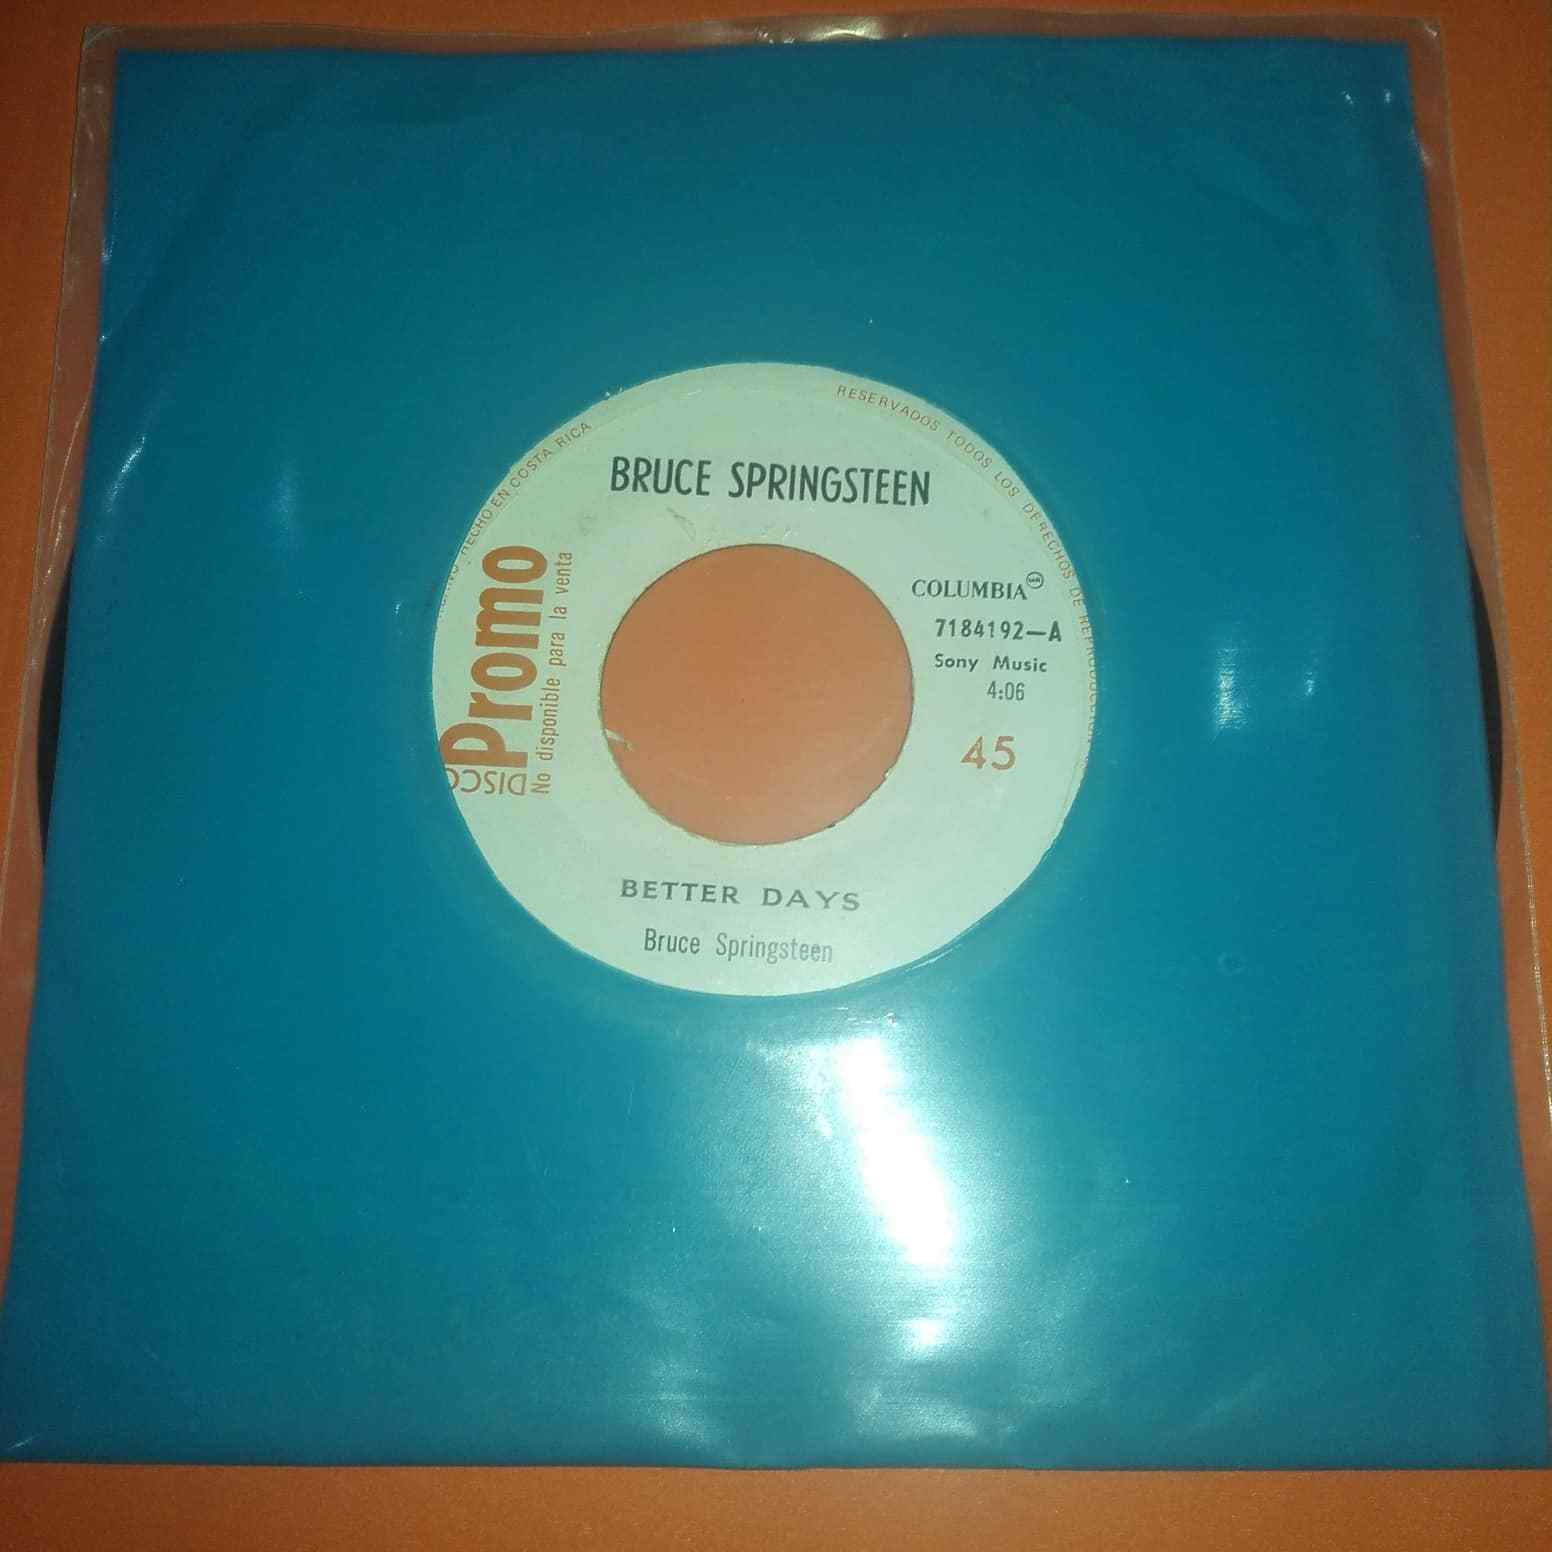 BRUCE SPRINGSTEEN
HECHO EN COSTA RICA
RESERVADOS TODOS LOS DERECHOS DE
DISCO
Promo
No disponible para la venta
COLUMBIA MR
7184192—A
Sony Music
4:06
45
BETTER DAYS
Bruce Springsteen